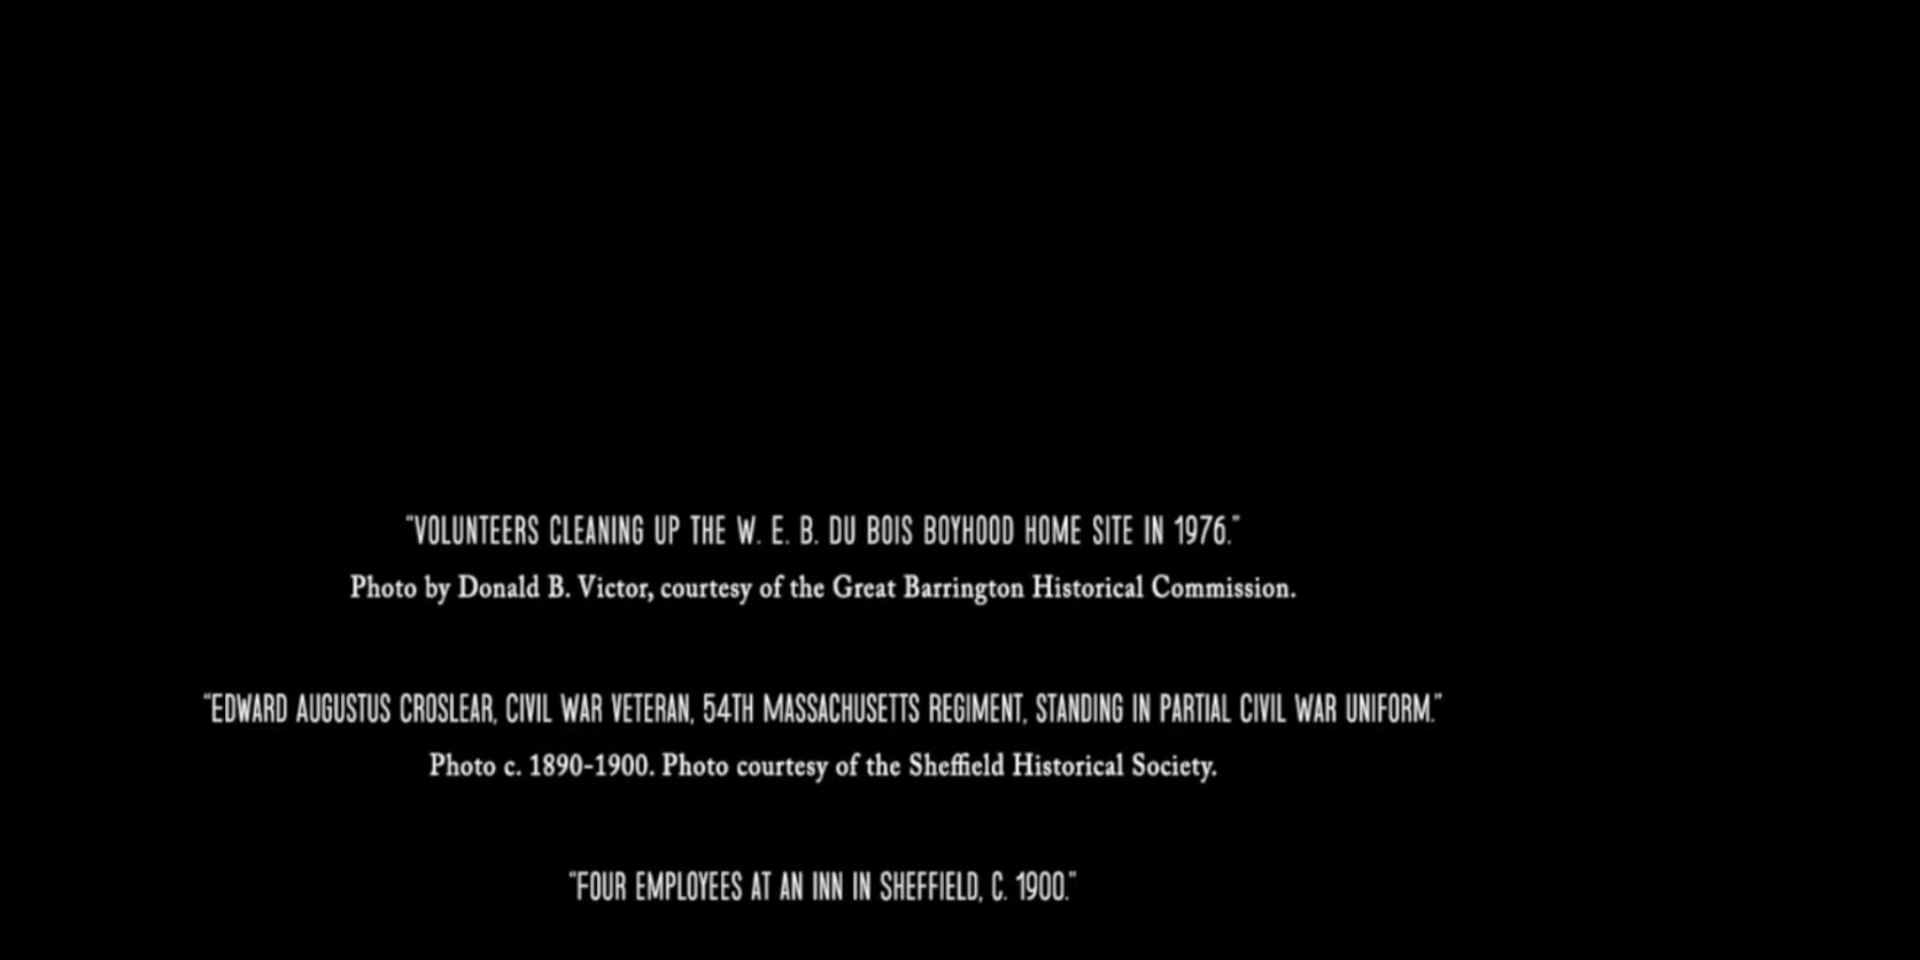 "VOLUNTEERS CLEANING UP THE W. E. B. DU BOIS BOYHOOD HOME SITE IN 1976."
Photo by Donald B. Victor, courtesy of the Great Barrington Historical Commission.
"EDWARD AUGUSTUS CROSLEAR, CIVIL WAR VETERAN, 54TH MASSACHUSETTS REGIMENT, STANDING IN PARTIAL CIVIL WAR UNIFORM."
Photo c. 1890-1900. Photo courtesy of the Sheffield Historical Society.
"FOUR EMPLOYEES AT AN INN IN SHEFFIELD, C. 1900."